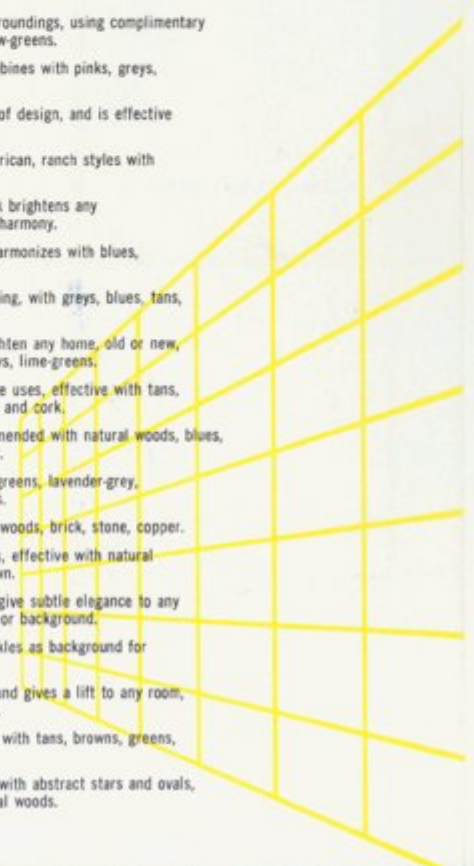 roundings, using complimentary
w-greens.
bines with pinks, greys,
of design, and is effective
rican, ranch styles with
brightens any
harmony.
armonizes with blues,
ing, with greys, blues, tans,
hten any home, old or new,
s, lime-greens.
e uses, effective with tans,
and cork.
mended with natural woods, blues,
greens, lavender-grey,
s.
woods, brick, stone, copper.
, effective with natural
wn.
give subtle elegance to any
or background.
kles as background for
and gives a lift to any room,
with tans, browns, greens,
with abstract stars and ovals,
al woods.